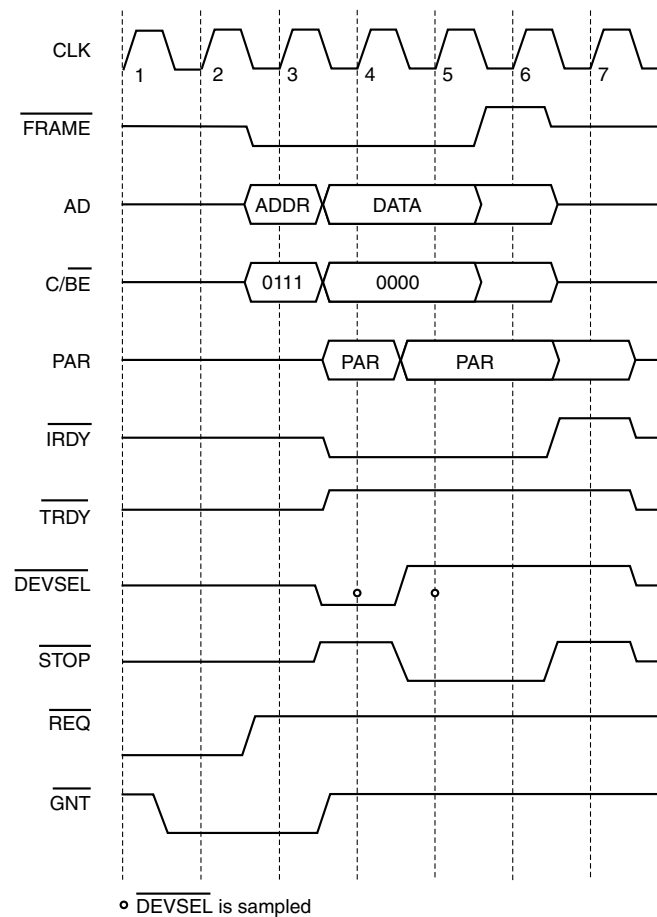 CLK
1 2 3 4 5 6 7
FRAME
AD ADDR DATA
C/BE 0111 0000
PAR PAR PAR
IRDY
TRDY
DEVSEL
STOP
REQ
GNT
DEVSEL is sampled